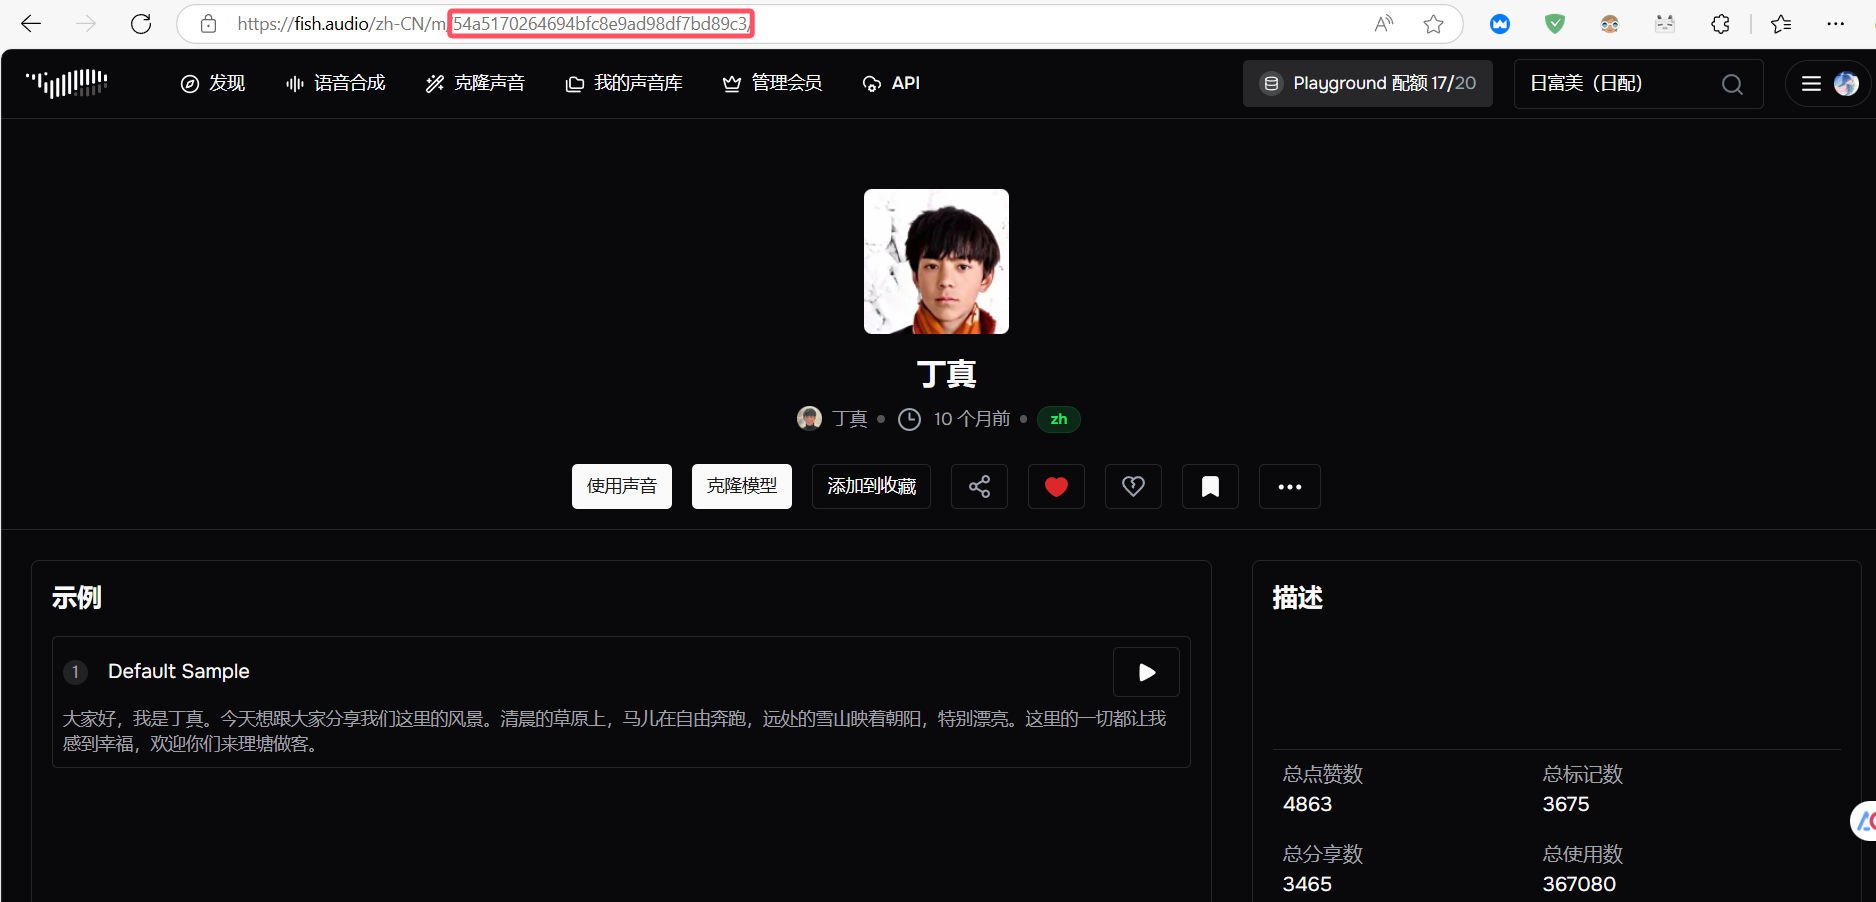 https://fish.audio/zh-CN/m/54a5170264694bfc8e9ad98df7bd89c3/
发现
语音合成
克隆声音
我的声音库
管理会员
API
Playground 配额 17/20
日富美（日配）
丁真
丁真 • 10 个月前 • zh
使用声音
克隆模型
添加到收藏
示例
1 Default Sample
大家好，我是丁真。今天想跟大家分享我们这里的风景。清晨的草原上，马儿在自由奔跑，远处的雪山映着朝阳，特别漂亮。这里的一切都让我
感到幸福，欢迎你们来理塘做客。
描述
总点赞数
4863
总标记数
3675
总分享数
3465
总使用数
367080